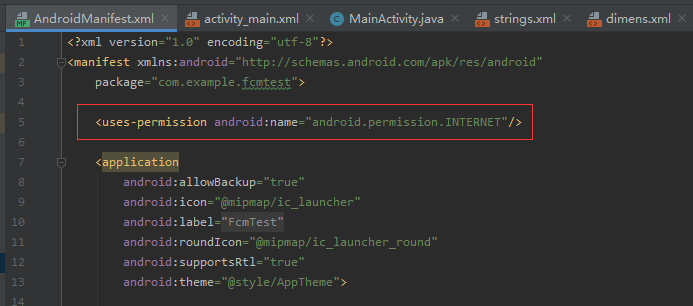 AndroidManifest.xml activity_main.xml MainActivity.java strings.xml dimens.xml
1 <?xml version="1.0" encoding="utf-8"?>
2 <manifest xmlns:android="http://schemas.android.com/apk/res/android"
3 package="com.example.fcmtest">
4
5 <uses-permission android:name="android.permission.INTERNET"/>
6
7 <application
8 android:allowBackup="true"
9 android:icon="@mipmap/ic_launcher"
10 android:label="FcmTest"
11 android:roundIcon="@mipmap/ic_launcher_round"
12 android:supportsRtl="true"
13 android:theme="@style/AppTheme">
14